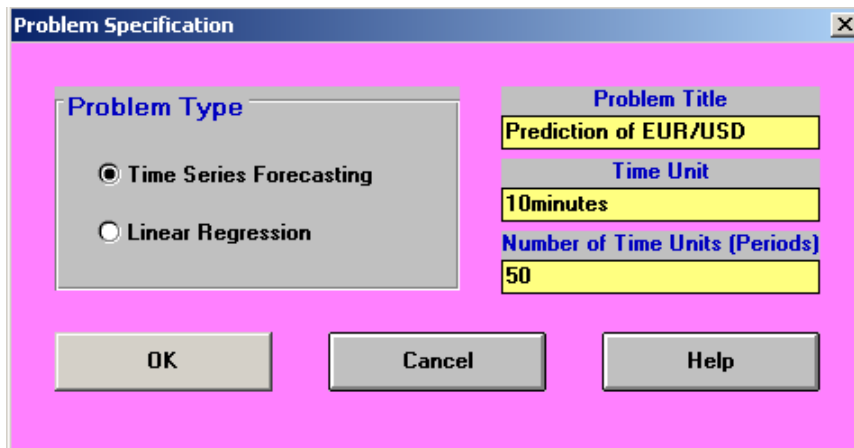 Problem Specification
Problem Type
Time Series Forecasting
Linear Regression
Problem Title
Prediction of EUR/USD
Time Unit
10minutes
Number of Time Units (Periods)
50
OK
Cancel
Help